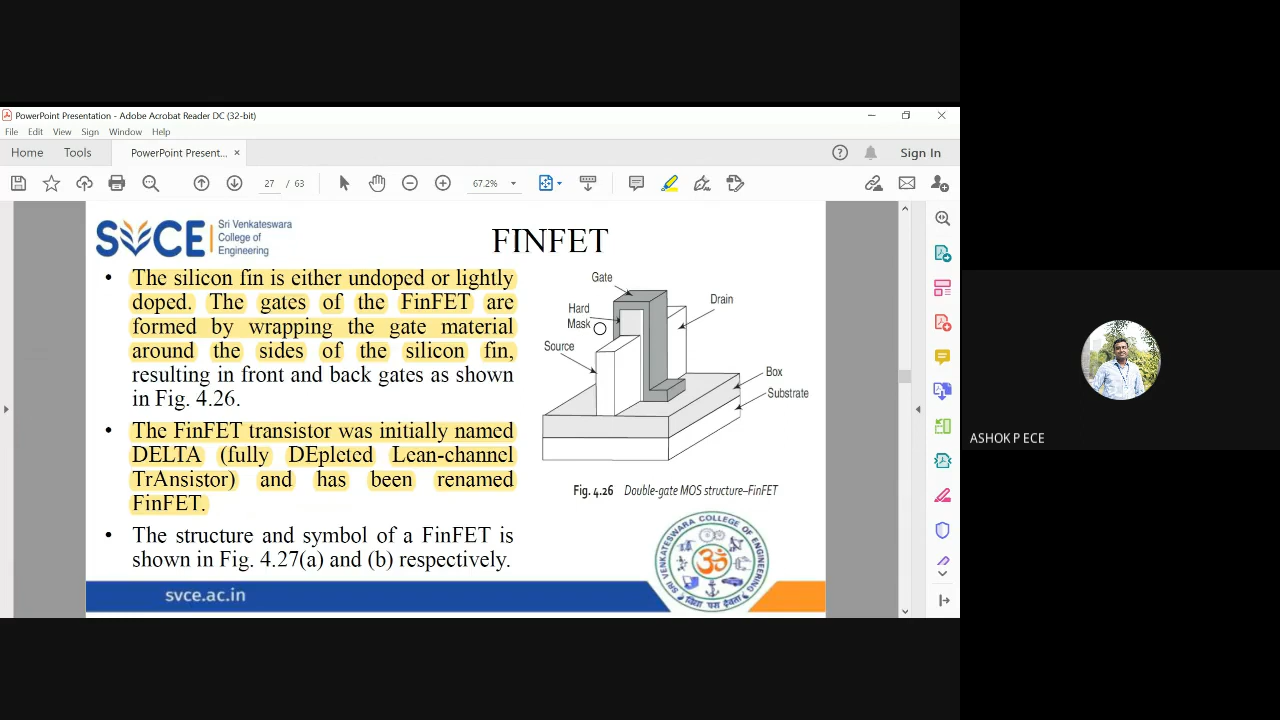 PowerPoint Presentation - Adobe Acrobat Reader DC (32-bit)
File Edit View Sign Window Help
Home Tools PowerPoint Present... × Sign In
27 / 63 67.2%
SVCE Sri Venkateswara
College of
Engineering
FINFET
• The silicon fin is either undoped or lightly
doped. The gates of the FinFET are
formed by wrapping the gate material
around the sides of the silicon fin,
resulting in front and back gates as shown
in Fig. 4.26.
• The FinFET transistor was initially named
DELTA (fully DEpleted Lean-channel
TrAnsistor) and has been renamed
FinFET.
• The structure and symbol of a FinFET is
shown in Fig. 4.27(a) and (b) respectively.
Gate
Hard
Mask
Drain
Source
Box
Substrate
Fig. 4.26 Double-gate MOS structure–FinFET
SRI VENKATESWARA COLLEGE OF ENGINEERING
ॐ
svce.ac.in
ASHOK P ECE